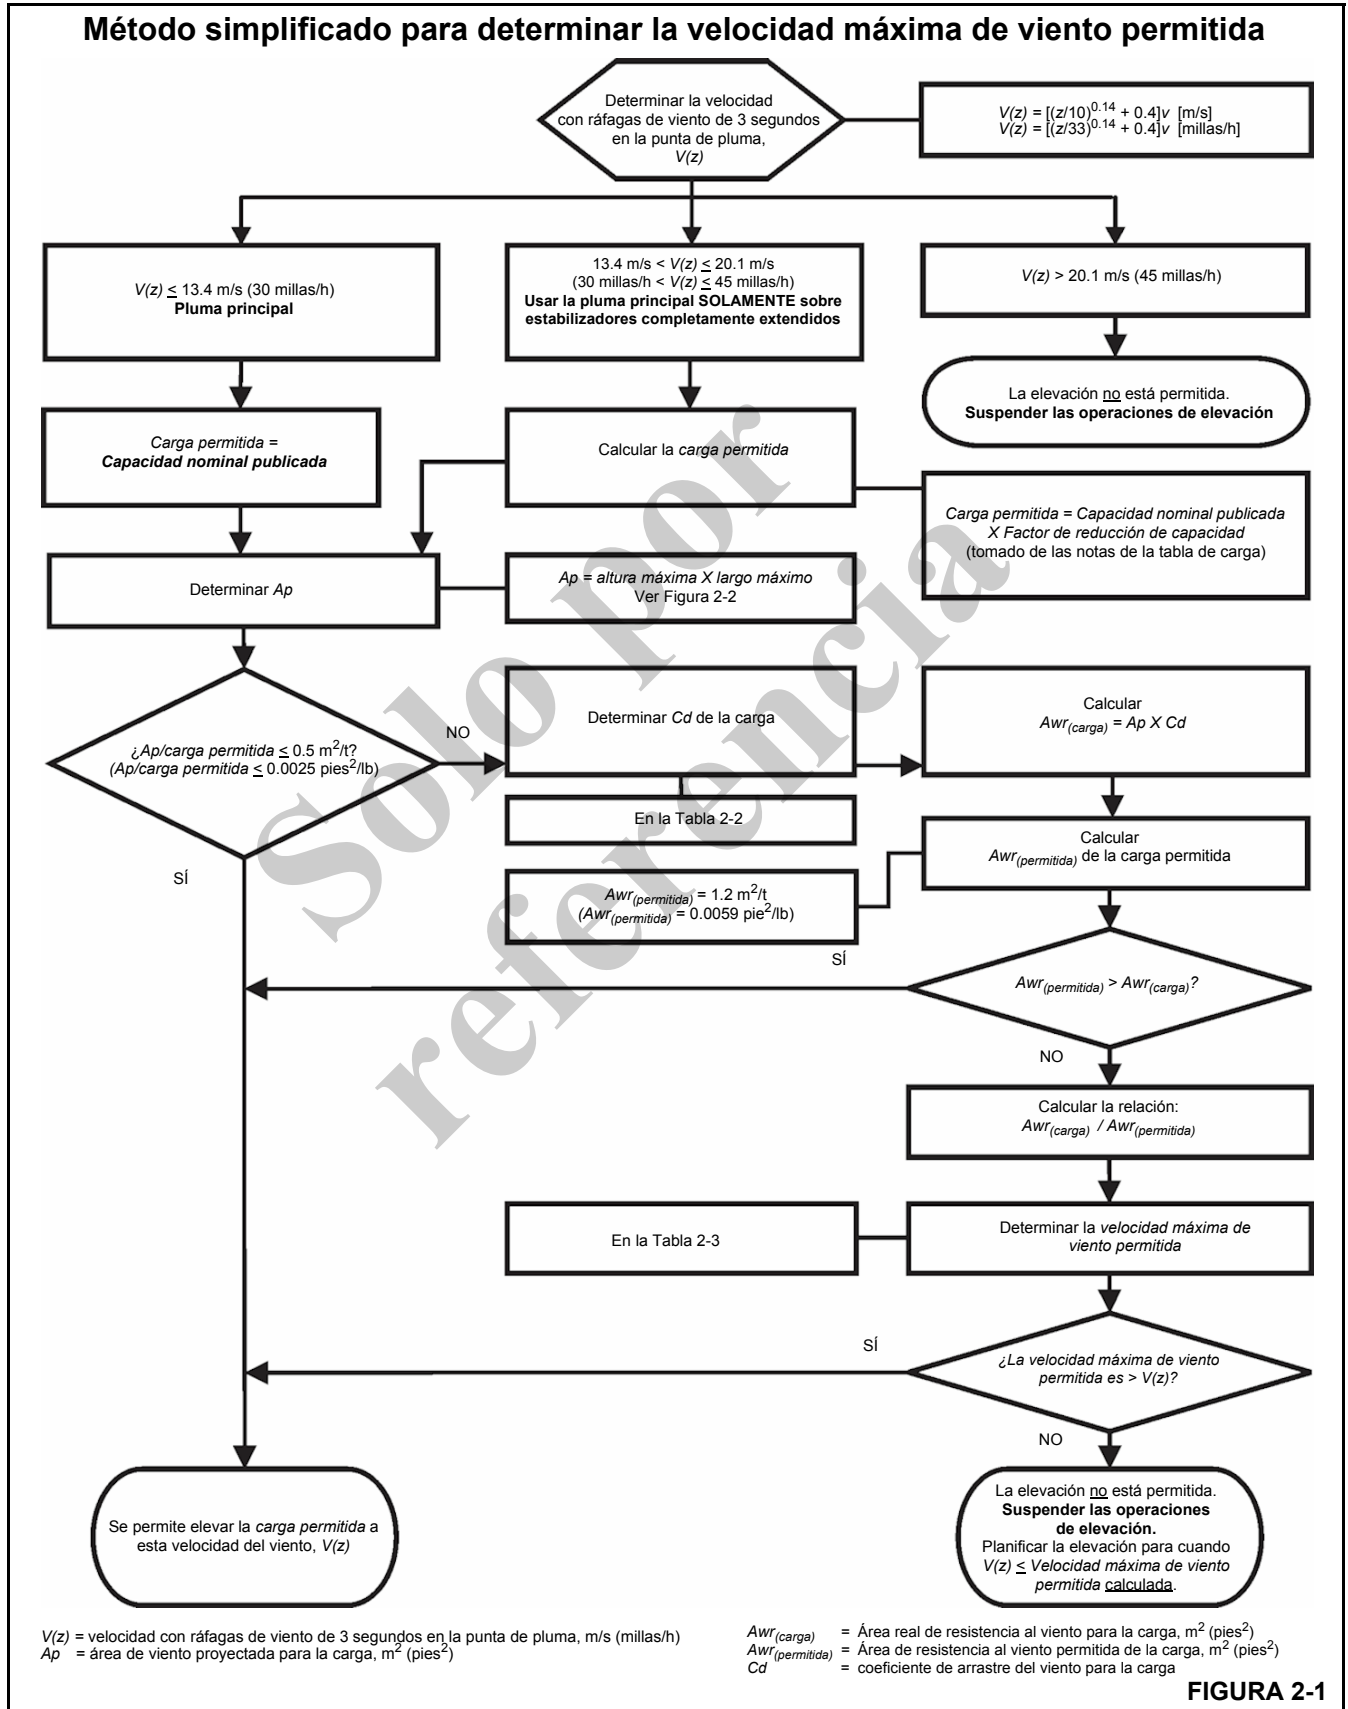 Método simplificado para determinar la velocidad máxima de viento permitida
Determinar la velocidad
con ráfagas de viento de 3 segundos
en la punta de pluma,
V(z)
V(z) = [(z/10)^0.14 + 0.4]v [m/s]
V(z) = [(z/33)^0.14 + 0.4]v [millas/h]
V(z) ≤ 13.4 m/s (30 millas/h)
Pluma principal
13.4 m/s < V(z) ≤ 20.1 m/s
(30 millas/h < V(z) ≤ 45 millas/h)
Usar la pluma principal SOLAMENTE sobre
estabilizadores completamente extendidos
V(z) > 20.1 m/s (45 millas/h)
La elevación no está permitida.
Suspender las operaciones de elevación
Carga permitida =
Capacidad nominal publicada
Calcular la carga permitida
Carga permitida = Capacidad nominal publicada
X Factor de reducción de capacidad
(tomado de las notas de la tabla de carga)
Determinar Ap
Ap = altura máxima X largo máximo
Ver Figura 2-2
¿Ap/carga permitida ≤ 0.5 m²/t?
(Ap/carga permitida ≤ 0.0025 pies²/lb)
NO
SÍ
Determinar Cd de la carga
En la Tabla 2-2
Calcular
Awr(carga) = Ap X Cd
Calcular
Awr(permitida) de la carga permitida
Awr(permitida) = 1.2 m²/t
(Awr(permitida) = 0.0059 pie²/lb)
SÍ
Awr(permitida) > Awr(carga)?
NO
Calcular la relación:
Awr(carga) / Awr(permitida)
En la Tabla 2-3
Determinar la velocidad máxima de
viento permitida
SÍ
¿La velocidad máxima de viento
permitida es > V(z)?
NO
Se permite elevar la carga permitida a
esta velocidad del viento, V(z)
La elevación no está permitida.
Suspender las operaciones
de elevación.
Planificar la elevación para cuando
V(z) ≤ Velocidad máxima de viento
permitida calculada.
V(z) = velocidad con ráfagas de viento de 3 segundos en la punta de pluma, m/s (millas/h)
Ap = área de viento proyectada para la carga, m² (pies²)
Awr(carga) = Área real de resistencia al viento para la carga, m² (pies²)
Awr(permitida) = Área de resistencia al viento permitida de la carga, m² (pies²)
Cd = coeficiente de arrastre del viento para la carga
FIGURA 2-1
Solo por
referencia